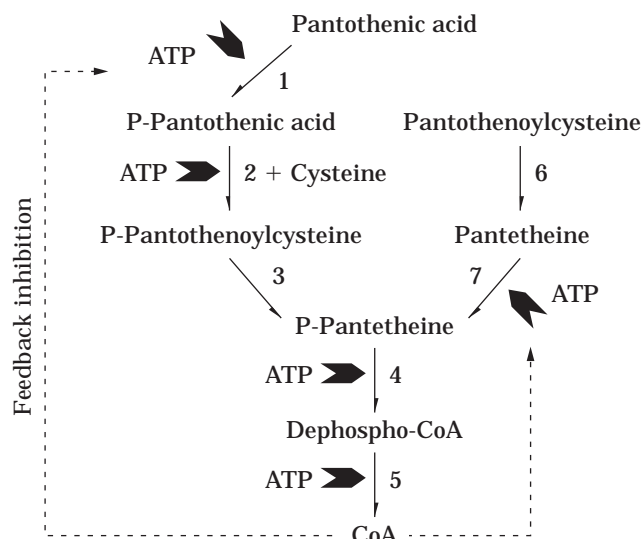 Pantothenic acid
ATP
1
P-Pantothenic acid
Pantothenoylcysteine
ATP
2 + Cysteine
6
P-Pantothenoylcysteine
Pantetheine
3
7
ATP
P-Pantetheine
ATP
4
Dephospho-CoA
ATP
5
CoA
Feedback inhibition